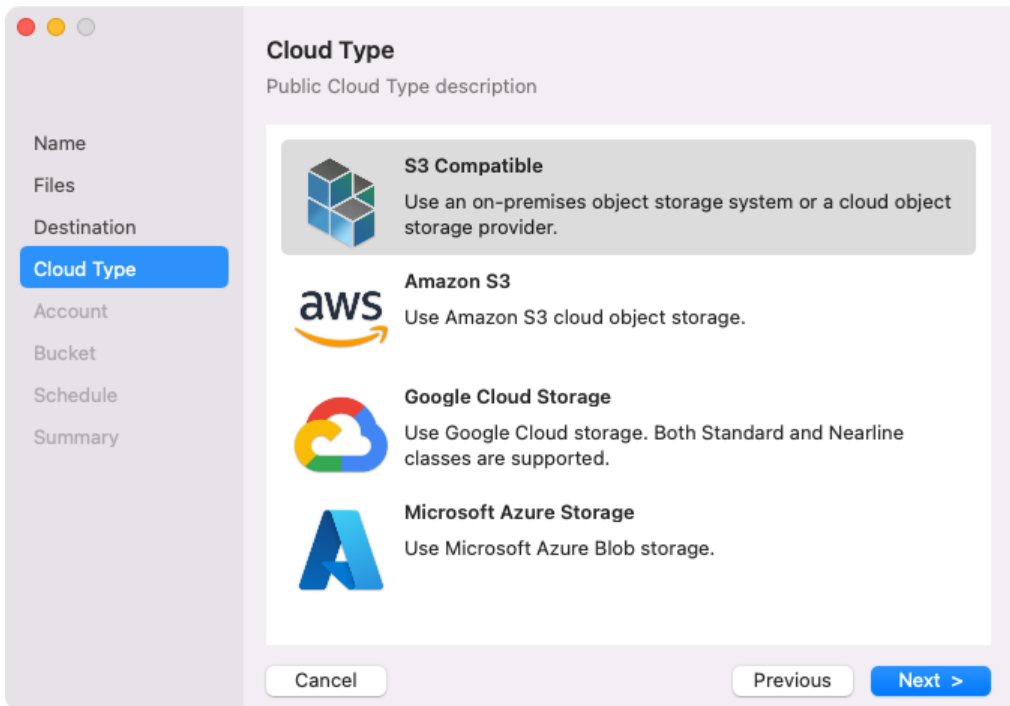 Cloud Type
Public Cloud Type description
Name
Files
Destination
Cloud Type
Account
Bucket
Schedule
Summary
S3 Compatible
Use an on-premises object storage system or a cloud object
storage provider.
aws
Amazon S3
Use Amazon S3 cloud object storage.
Google Cloud Storage
Use Google Cloud storage. Both Standard and Nearline
classes are supported.
Microsoft Azure Storage
Use Microsoft Azure Blob storage.
Cancel
Previous
Next >